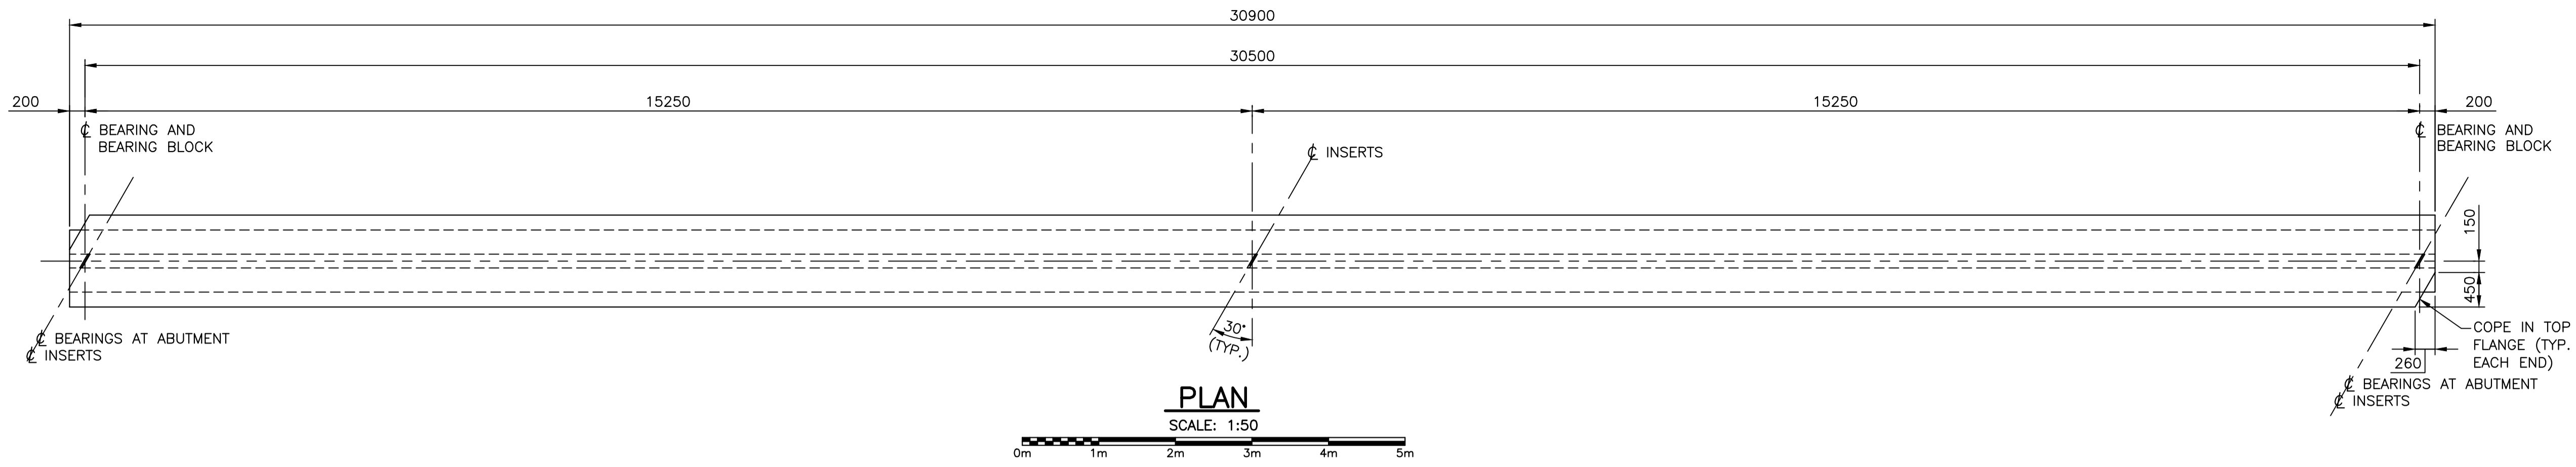 30900
30500
200
15250
15250
200
℄ BEARING AND
BEARING BLOCK
℄ INSERTS
℄ BEARING AND
BEARING BLOCK
150
450
℄ BEARINGS AT ABUTMENT
℄ INSERTS
30°
(TYP.)
COPE IN TOP
FLANGE (TYP.
EACH END)
260
℄ BEARINGS AT ABUTMENT
℄ INSERTS
PLAN
SCALE: 1:50
0m 1m 2m 3m 4m 5m